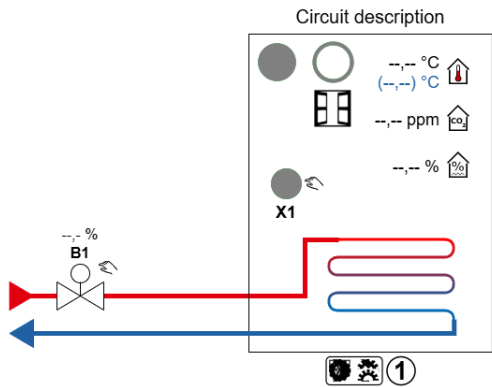 Circuit description
--,-- °C
(--,--) °C
--,-- ppm
CO₂
--,-- %
%
X1
--,- %
B1
1